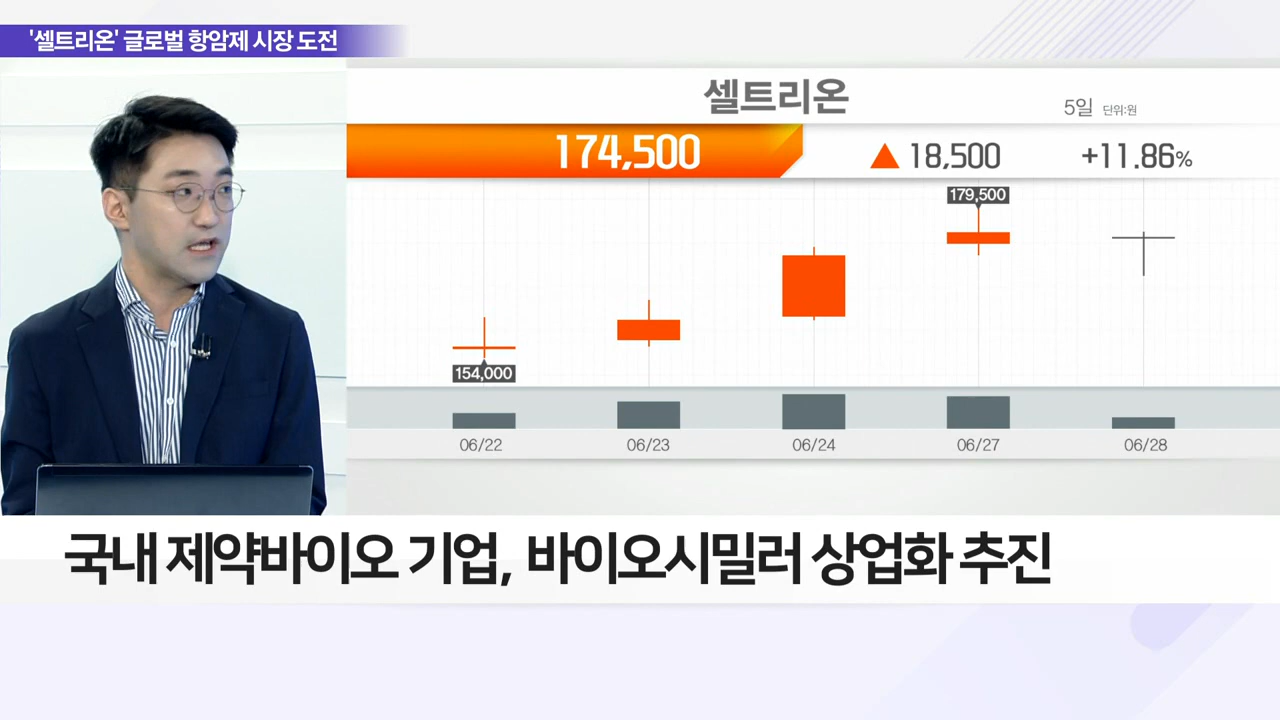 '셀트리온' 글로벌 항암제 시장 도전
셀트리온
5일 단위:원
174,500 ▲ 18,500 +11.86%
179,500
154,000
06/22 06/23 06/24 06/27 06/28
국내 제약바이오 기업, 바이오시밀러 상업화 추진